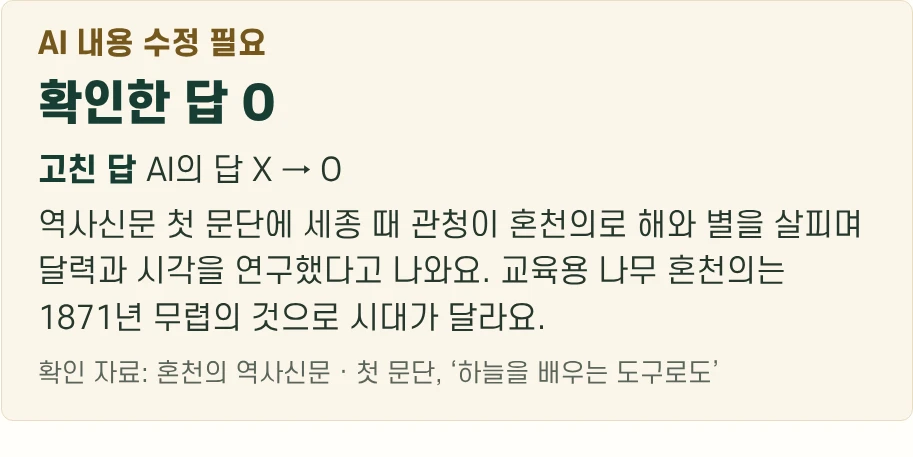 AI 내용 수정 필요
확인한 답 O
고친 답 AI의 답 X → O
역사신문 첫 문단에 세종 때 관청이 혼천의로 해와 별을 살피며
달력과 시각을 연구했다고 나와요. 교육용 나무 혼천의는
1871년 무렵의 것으로 시대가 달라요.
확인 자료: 혼천의 역사신문 · 첫 문단, ‘하늘을 배우는 도구로도’